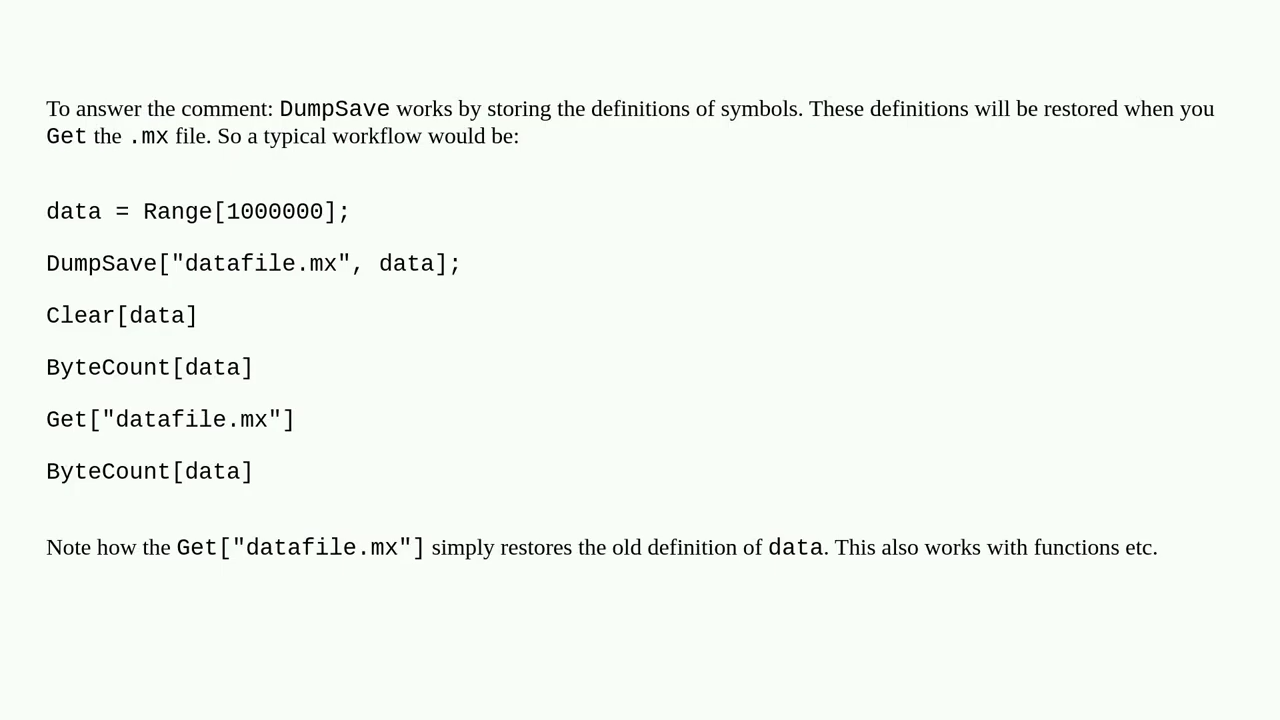 To answer the comment: DumpSave works by storing the definitions of symbols. These definitions will be restored when you
Get the .mx file. So a typical workflow would be:
data = Range[1000000];
DumpSave["datafile.mx", data];
Clear[data]
ByteCount[data]
Get["datafile.mx"]
ByteCount[data]
Note how the Get["datafile.mx"] simply restores the old definition of data. This also works with functions etc.